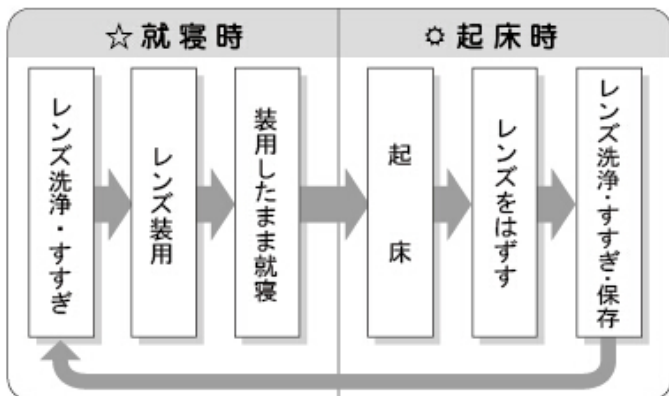 ☆就寝時
レンズ洗浄・すすぎ
レンズ装用
装用したまま就寝
☼起床時
起床
レンズをはずす
レンズ洗浄・すすぎ・保存